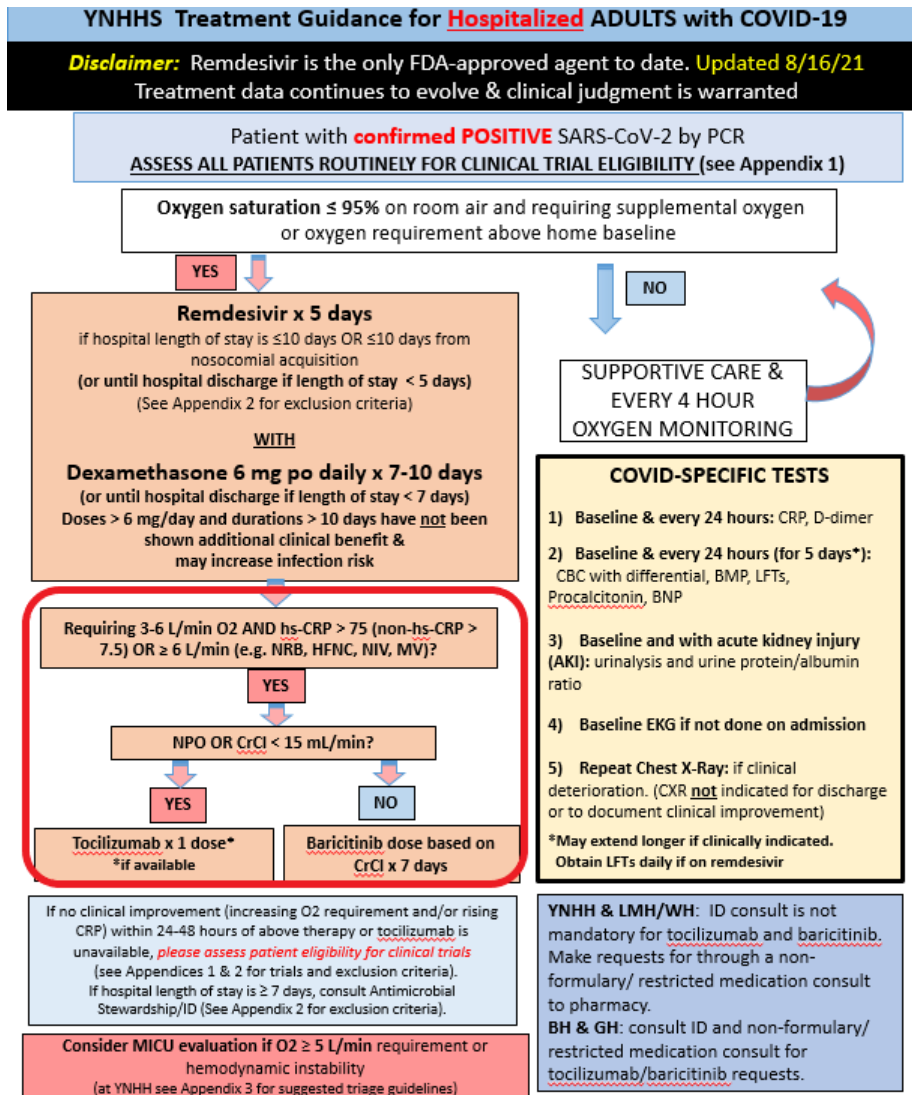 YNHHS Treatment Guidance for Hospitalized ADULTS with COVID-19
Disclaimer: Remdesivir is the only FDA-approved agent to date. Updated 8/16/21
Treatment data continues to evolve & clinical judgment is warranted
Patient with confirmed POSITIVE SARS-CoV-2 by PCR
ASSESS ALL PATIENTS ROUTINELY FOR CLINICAL TRIAL ELIGIBILITY (see Appendix 1)
Oxygen saturation ≤ 95% on room air and requiring supplemental oxygen
or oxygen requirement above home baseline
YES
NO
Remdesivir x 5 days
if hospital length of stay is ≤10 days OR ≤10 days from
nosocomial acquisition
(or until hospital discharge if length of stay < 5 days)
(See Appendix 2 for exclusion criteria)
WITH
Dexamethasone 6 mg po daily x 7-10 days
(or until hospital discharge if length of stay < 7 days)
Doses > 6 mg/day and durations > 10 days have not been
shown additional clinical benefit &
may increase infection risk
SUPPORTIVE CARE &
EVERY 4 HOUR
OXYGEN MONITORING
Requiring 3-6 L/min O2 AND hs-CRP > 75 (non-hs-CRP >
7.5) OR ≥ 6 L/min (e.g. NRB, HFNC, NIV, MV)?
YES
NPO OR CrCl < 15 mL/min?
YES
NO
Tocilizumab x 1 dose*
*if available
Baricitinib dose based on
CrCl x 7 days
COVID-SPECIFIC TESTS
1) Baseline & every 24 hours: CRP, D-dimer
2) Baseline & every 24 hours (for 5 days*):
CBC with differential, BMP, LFTs,
Procalcitonin, BNP
3) Baseline and with acute kidney injury
(AKI): urinalysis and urine protein/albumin
ratio
4) Baseline EKG if not done on admission
5) Repeat Chest X-Ray: if clinical
deterioration. (CXR not indicated for discharge
or to document clinical improvement)
*May extend longer if clinically indicated.
Obtain LFTs daily if on remdesivir
If no clinical improvement (increasing O2 requirement and/or rising
CRP) within 24-48 hours of above therapy or tocilizumab is
unavailable, please assess patient eligibility for clinical trials
(see Appendices 1 & 2 for trials and exclusion criteria).
If hospital length of stay is ≥ 7 days, consult Antimicrobial
Stewardship/ID (See Appendix 2 for exclusion criteria).
Consider MICU evaluation if O2 ≥ 5 L/min requirement or
hemodynamic instability
(at YNHH see Appendix 3 for suggested triage guidelines)
YNHH & LMH/WH: ID consult is not
mandatory for tocilizumab and baricitinib.
Make requests for through a non-
formulary/ restricted medication consult
to pharmacy.
BH & GH: consult ID and non-formulary/
restricted medication consult for
tocilizumab/baricitinib requests.